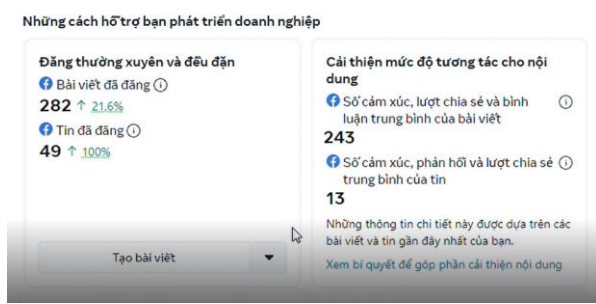 Những cách hỗ trợ bạn phát triển doanh nghiệp
Đăng thường xuyên và đều đặn
Bài viết đã đăng
282 ↑ 21.6%
Tin đã đăng
49 ↑ 100%
Tạo bài viết
Cải thiện mức độ tương tác cho nội
dung
Số cảm xúc, lượt chia sẻ và bình
luận trung bình của bài viết
243
Số cảm xúc, phản hồi và lượt chia sẻ
trung bình của tin
13
Những thông tin chi tiết này được dựa trên các
bài viết và tin gần đây nhất của bạn.
Xem bí quyết để góp phần cải thiện nội dung